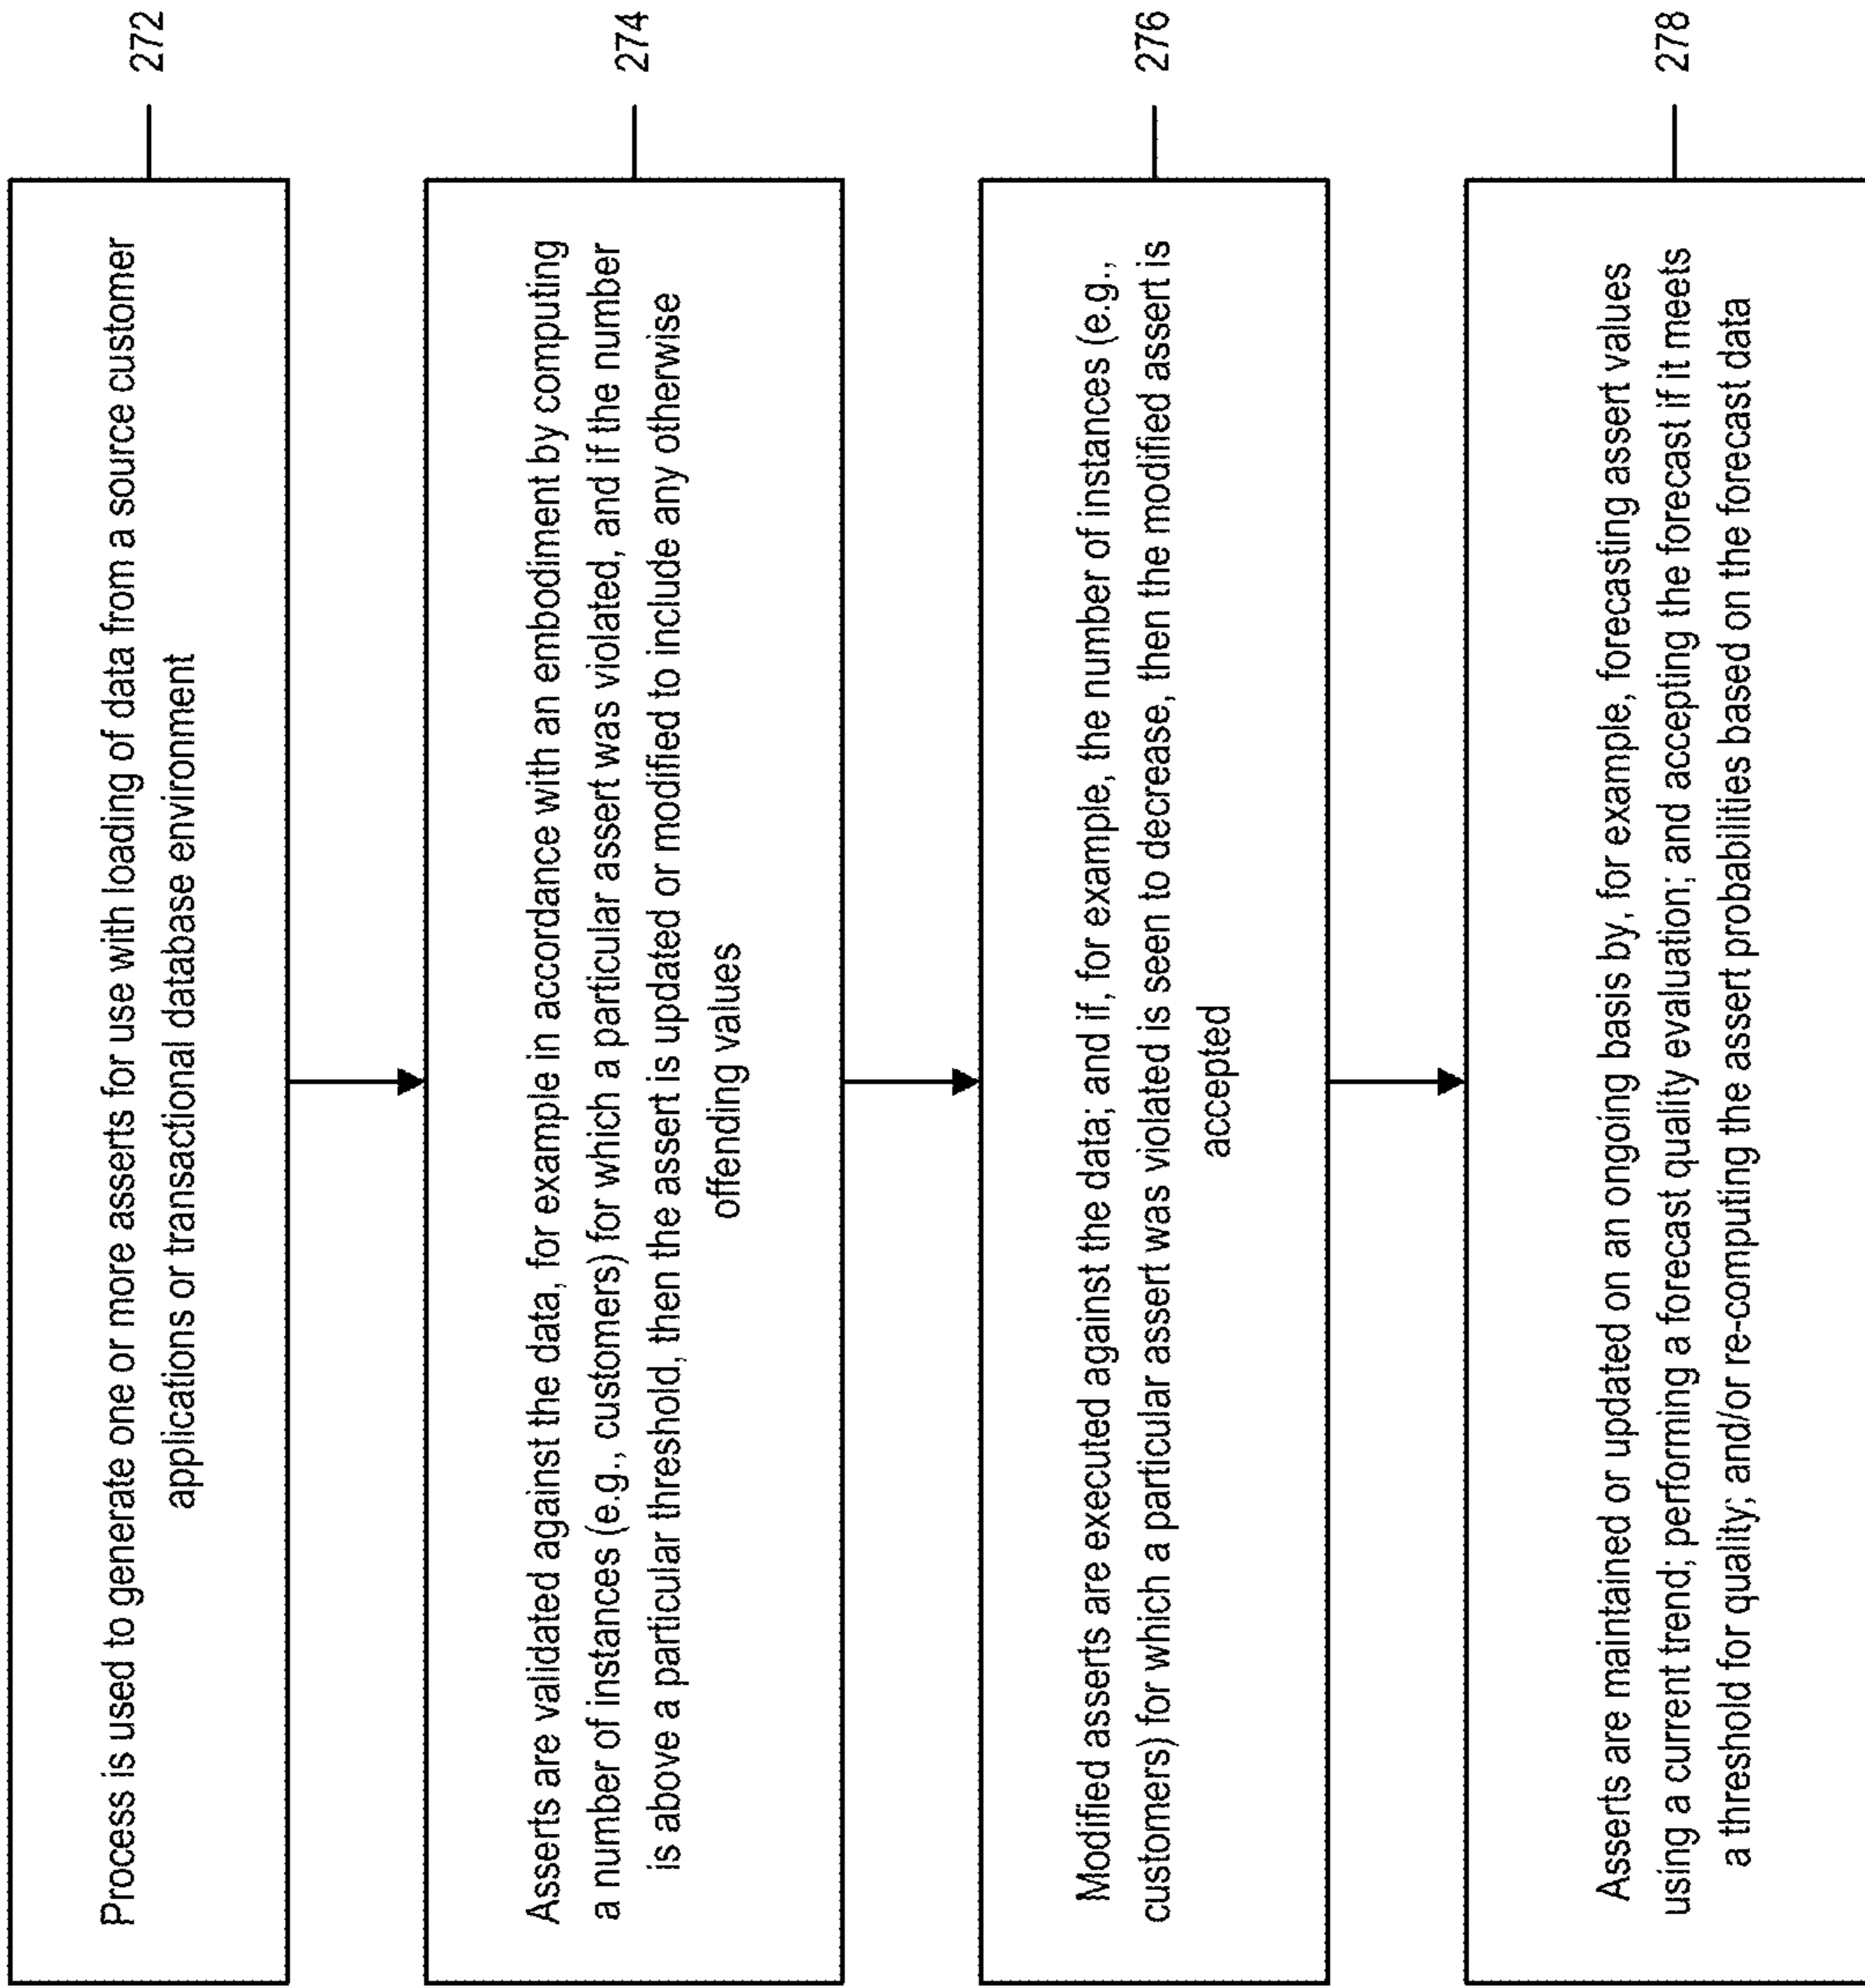 Process is used to generate one or more asserts for use with loading of data from a source customer
applications or transactional database environment
272
Asserts are validated against the data, for example in accordance with an embodiment by computing
a number of instances (e.g., customers) for which a particular assert was violated, and if the number
is above a particular threshold, then the assert is updated or modified to include any otherwise
offending values
274
Modified asserts are executed against the data; and if, for example, the number of instances (e.g.,
customers) for which a particular assert was violated is seen to decrease, then the modified assert is
accepted
276
Asserts are maintained or updated on an ongoing basis by, for example, forecasting assert values
using a current trend; performing a forecast quality evaluation; and accepting the forecast if it meets
a threshold for quality; and/or re-computing the assert probabilities based on the forecast data
278